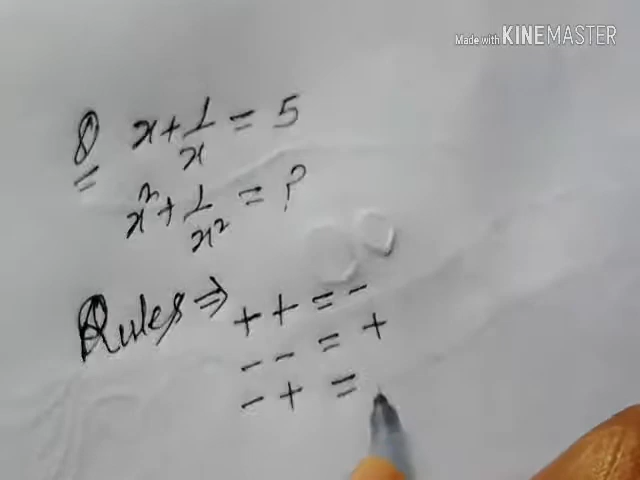 Made with KINEMASTER
Q x + 1/x = 5
x² + 1/x² = ?
Rules ⇒ + + = -
- - = +
- + =